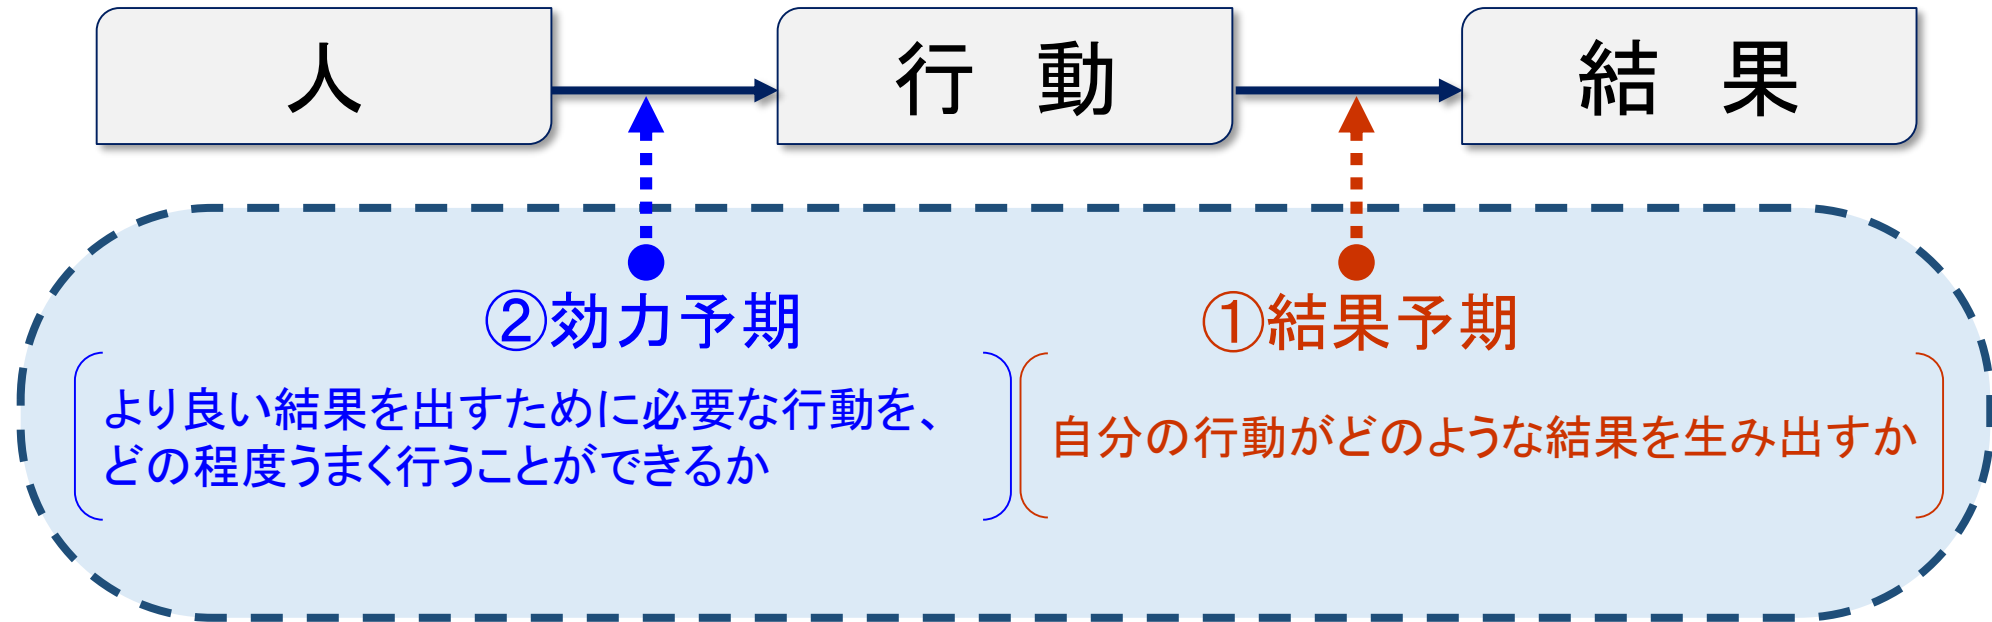 人
行　動
結　果
②効力予期
より良い結果を出すために必要な行動を、
どの程度うまく行うことができるか
①結果予期
自分の行動がどのような結果を生み出すか